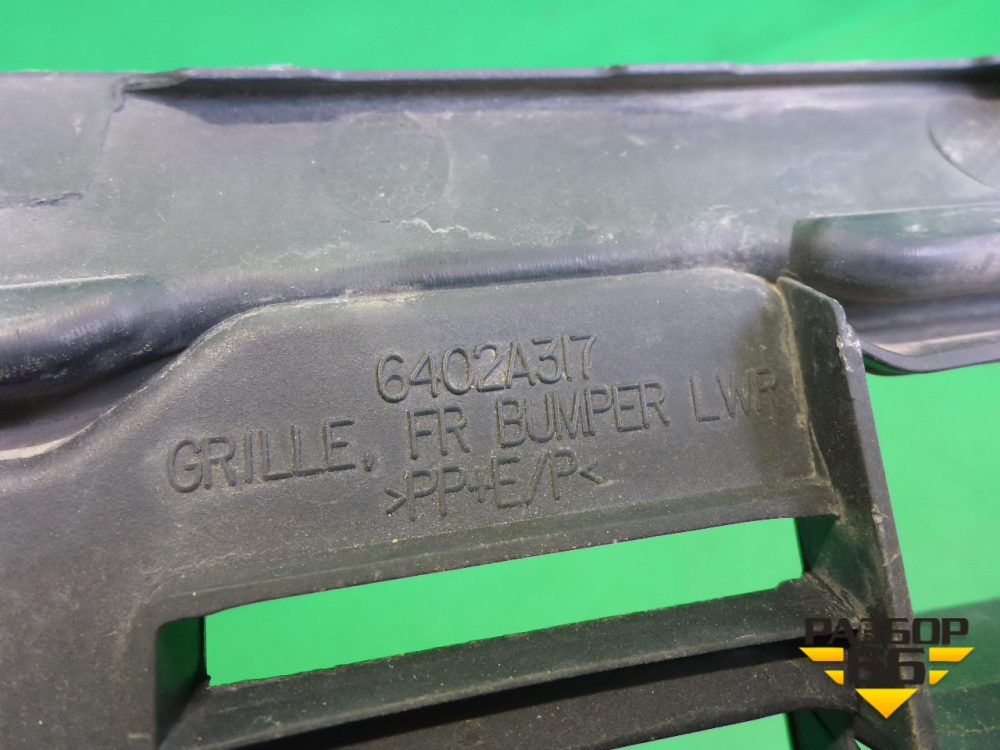 6402A317
GRILLE, FR BUMPER LWR
>PP+E/P<
РАЗБОР
66